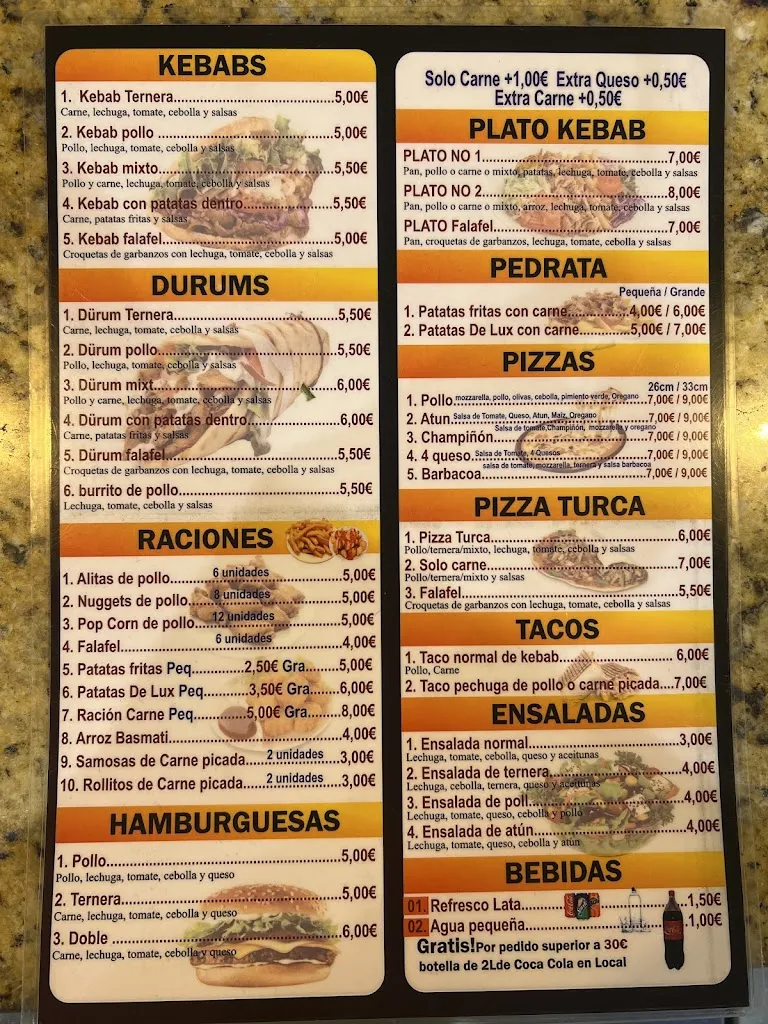 KEBABS
1. Kebab Ternera.....5,00€
Carne, lechuga, tomate, cebolla y salsas
2. Kebab pollo .....5,00€
Pollo, lechuga, tomate, cebolla y salsas
3. Kebab mixto.....5,50€
Pollo y carne, lechuga, tomate, cebolla y salsas
4. Kebab con patatas dentro.....5,50€
Carne, patatas fritas y salsas
5. Kebab falafel.....5,00€
Croquetas de garbanzos con lechuga, tomate, cebolla y salsas
DURUMS
1. Dürum Ternera.....5,50€
Carne, lechuga, tomate, cebolla y salsas
2. Dürum pollo.....5,50€
Pollo, lechuga, tomate, cebolla y salsas
3. Dürum mixt.....6,00€
Pollo y carne, lechuga, tomate, cebolla y salsas
4. Dürum con patatas dentro.....6,00€
Carne, patatas fritas y salsas
5. Dürum falafel.....5,50€
Croquetas de garbanzos con lechuga, tomate, cebolla y salsas
6. burrito de pollo.....5,50€
Lechuga, tomate, cebolla y salsas
RACIONES
1. Alitas de pollo.....6 unidades.....5,00€
2. Nuggets de pollo.....8 unidades.....5,00€
3. Pop Corn de pollo.....12 unidades.....5,00€
4. Falafel.....6 unidades.....4,00€
5. Patatas fritas Peq.....2,50€ Gra.....5,00€
6. Patatas De Lux Peq.....3,50€ Gra.....6,00€
7. Ración Carne Peq.....5,00€ Gra.....8,00€
8. Arroz Basmati.....4,00€
9. Samosas de Carne picada.....2 unidades.....3,00€
10. Rollitos de Carne picada.....2 unidades.....3,00€
HAMBURGUESAS
1. Pollo.....5,00€
Pollo, lechuga, tomate, cebolla y queso
2. Ternera.....5,00€
Carne, lechuga, tomate, cebolla y queso
3. Doble .....6,00€
Carne, lechuga, tomate, cebolla y queso
Solo Carne +1,00€ Extra Queso +0,50€
Extra Carne +0,50€
PLATO KEBAB
PLATO NO 1.....7,00€
Pan, pollo o carne o mixto, patatas, lechuga, tomate, cebolla y salsas
PLATO NO 2.....8,00€
Pan, pollo o carne o mixto, arroz, lechuga, tomate, cebolla y salsas
PLATO Falafel.....7,00€
Pan, croquetas de garbanzos, lechuga, tomate, cebolla y salsas
PEDRATA
Pequeña / Grande
1. Patatas fritas con carne.....4,00€ / 6,00€
2. Patatas De Lux con carne.....5,00€ / 7,00€
PIZZAS
26cm / 33cm
1. Pollo mozzarella, pollo, olivas, cebolla, pimiento verde, Oregano.....7,00€ / 9,00€
2. Atun Salsa de Tomate, Queso, Atun, Maiz, Oregano.....7,00€ / 9,00€
Salsa de tomate,Champiñón, mozzarella y oregano
3. Champiñón.....7,00€ / 9,00€
4. 4 queso Salsa de Tomate, 4 Quesos.....7,00€ / 9,00€
salsa de tomate, mozzarella, ternera y salsa barbacoa
5. Barbacoa.....7,00€ / 9,00€
PIZZA TURCA
1. Pizza Turca.....6,00€
Pollo/ternera/mixto, lechuga, tomate, cebolla y salsas
2. Solo carne.....7,00€
Pollo/ternera/mixto y salsas
3. Falafel.....5,50€
Croquetas de garbanzos con lechuga, tomate, cebolla y salsas
TACOS
1. Taco normal de kebab.....6,00€
Pollo, Carne
2. Taco pechuga de pollo o carne picada....7,00€
ENSALADAS
1. Ensalada normal.....3,00€
Lechuga, tomate, cebolla, queso y aceitunas
2. Ensalada de ternera.....4,00€
Lechuga, cebolla, ternera, queso y aceitunas
3. Ensalada de poll.....4,00€
Lechuga, tomate, queso, cebolla y pollo
4. Ensalada de atún.....4,00€
Lechuga, tomate, queso, cebolla y atún
BEBIDAS
01. Refresco Lata.....1,50€
02. Agua pequeña.....1,00€
Gratis!Por pedido superior a 30€
botella de 2Lde Coca Cola en Local